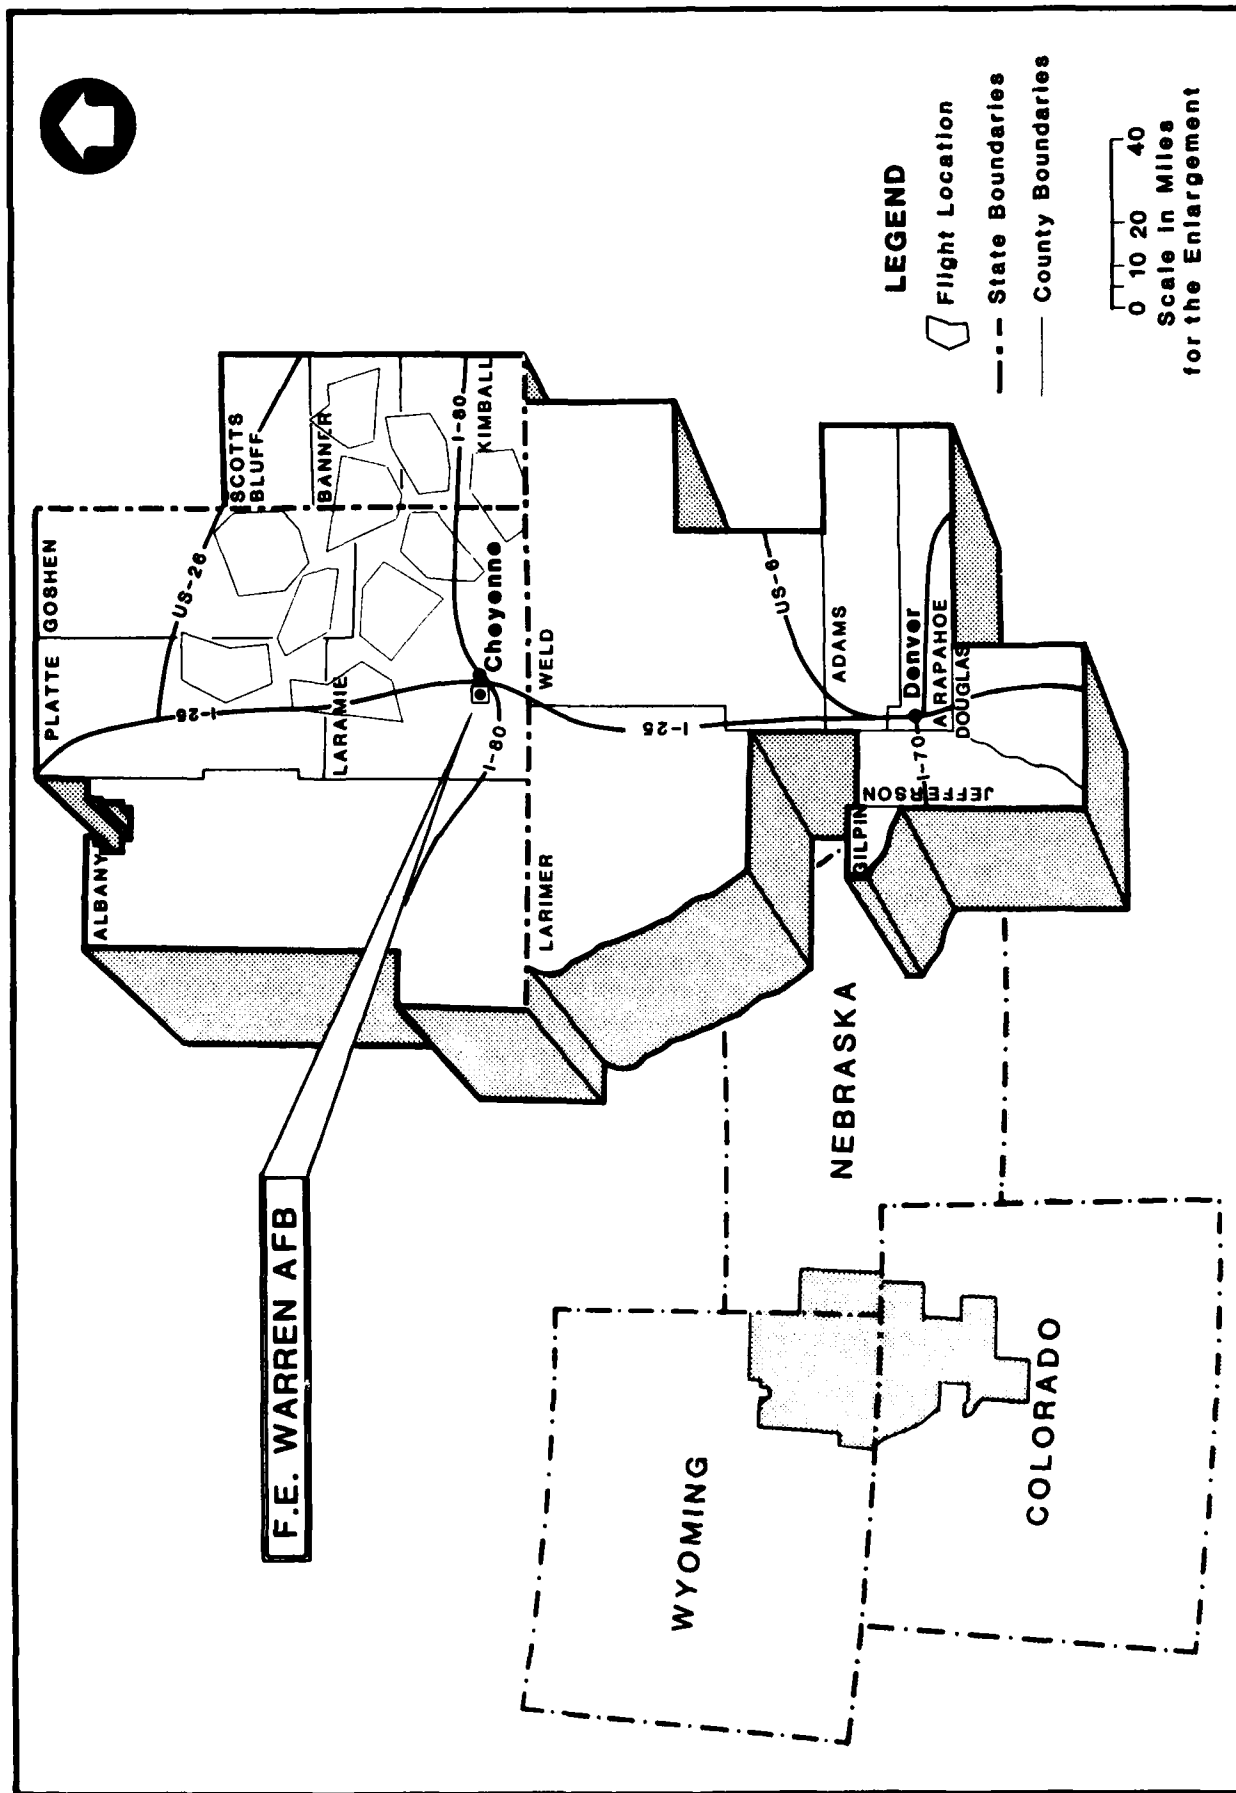 F.E. WARREN AFB
ALBANY
PLATTE
GOSHEN
US-26
SCOTTS
BLUFF
BANNER
I-25
LARAMIE
I-80
KIMBALL
Cheyenne
I-80
LARIMER
WELD
I-25
US-6
ADAMS
GILPIN
JEFFERSON
I-70
Denver
ARAPAHOE
DOUGLAS
WYOMING
NEBRASKA
COLORADO
LEGEND
Flight Location
State Boundaries
County Boundaries
0 10 20 40
Scale in Miles
for the Enlargement